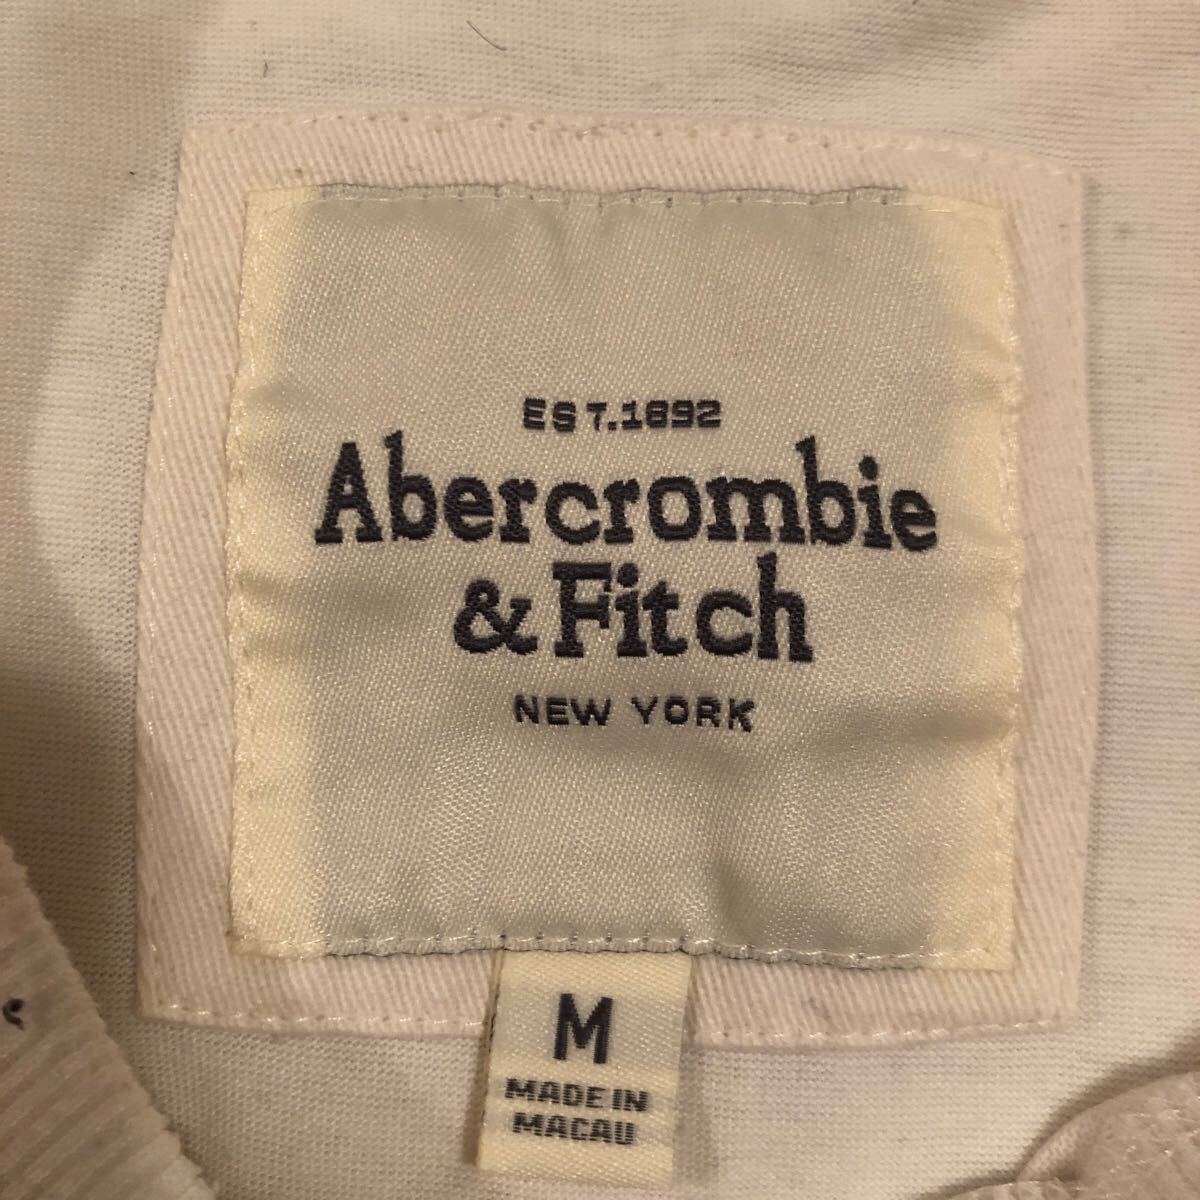 EST.1892
Abercrombie
& Fitch
NEW YORK
M
MADE IN
MACAU